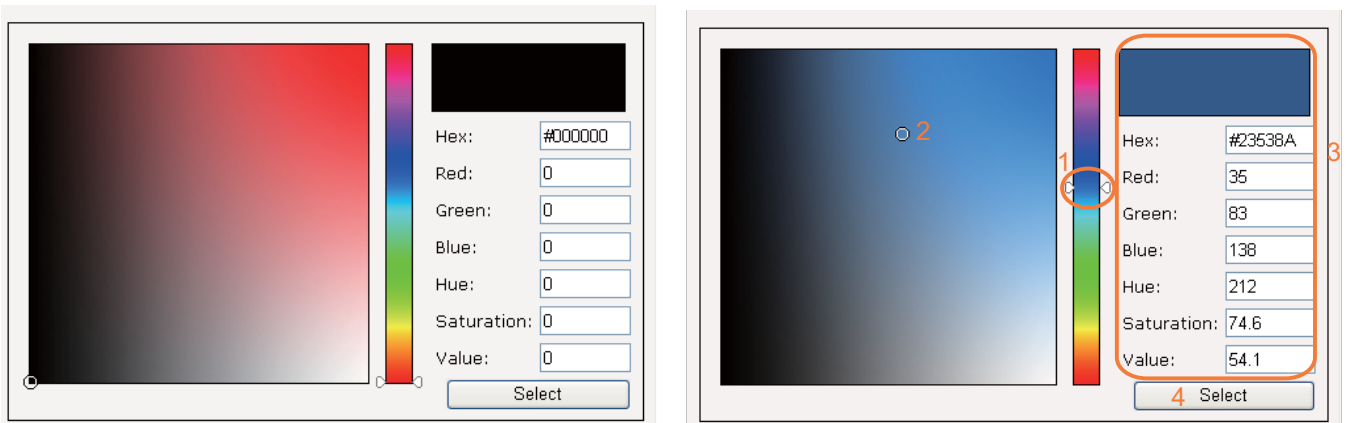 Hex: #000000
Red: 0
Green: 0
Blue: 0
Hue: 0
Saturation: 0
Value: 0
Select
1
2
3
Hex: #23538A
Red: 35
Green: 83
Blue: 138
Hue: 212
Saturation: 74.6
Value: 54.1
4 Select